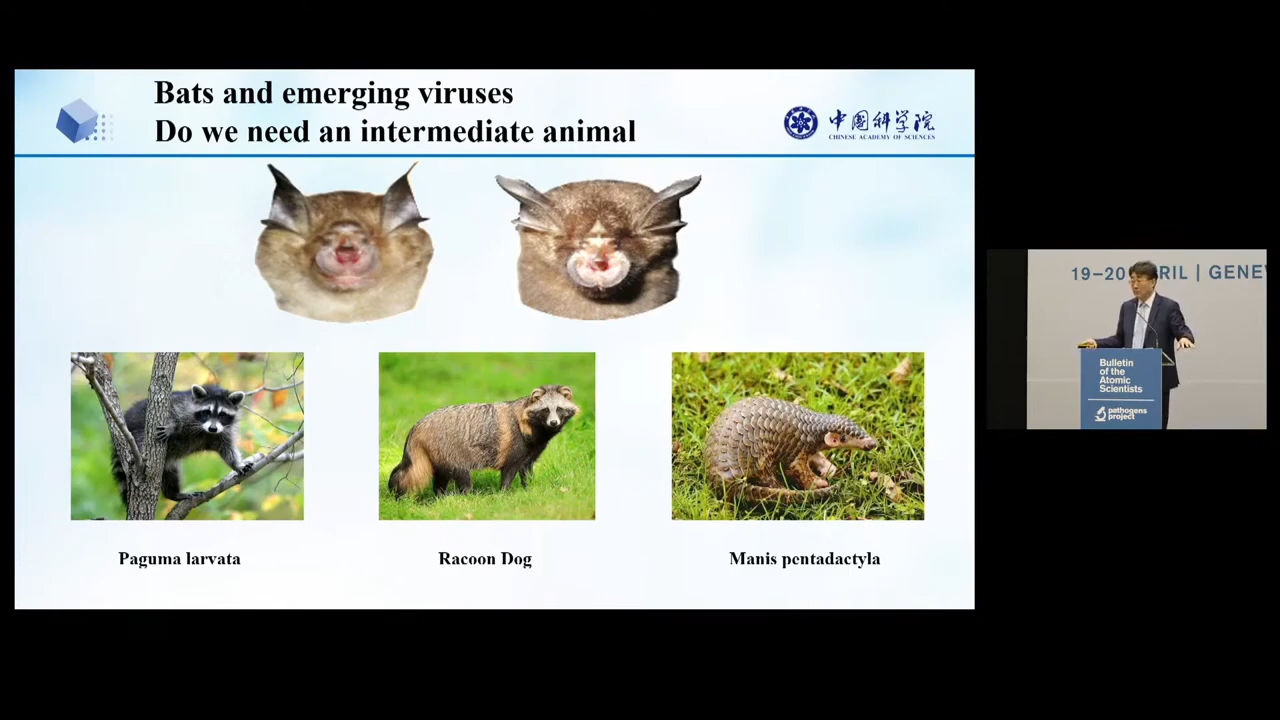 Bats and emerging viruses
Do we need an intermediate animal
中国科学院
CHINESE ACADEMY OF SCIENCES
Paguma larvata
Racoon Dog
Manis pentadactyla
19–20 RIL | GENEV
Bulletin
of the
Atomic
Scientists
pathogens
project